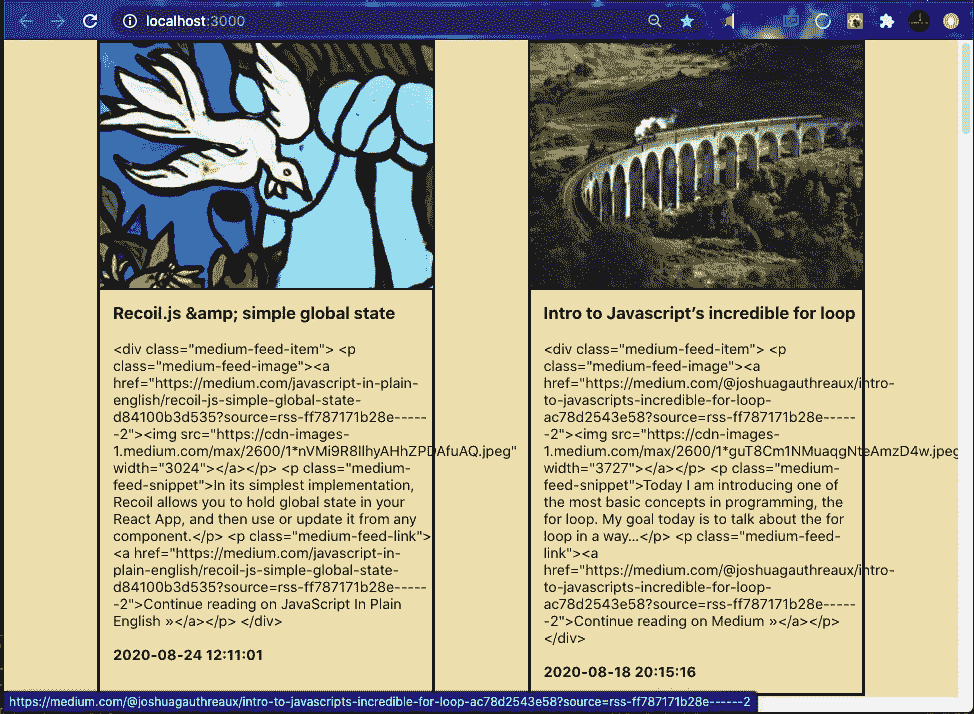 localhost:3000
Recoil.js &amp; simple global state
<div class="medium-feed-item"> <p
class="medium-feed-image"><a
href="https://medium.com/javascript-in-plain-
english/recoil-js-simple-global-state-
d84100b3d535?source=rss-ff787171b28e-----
-2"><img src="https://cdn-images-
1.medium.com/max/2600/1*nVMi9R8lIhyAHhZPDAfuAQ.jpeg"
width="3024"></a></p> <p class="medium-
feed-snippet">In its simplest implementation,
Recoil allows you to hold global state in your
React App, and then use or update it from any
component.</p> <p class="medium-feed-link">
<a href="https://medium.com/javascript-in-
plain-english/recoil-js-simple-global-state-
d84100b3d535?source=rss-ff787171b28e-----
-2">Continue reading on JavaScript In Plain
English »</a></p> </div>
2020-08-24 12:11:01
Intro to Javascript’s incredible for loop
<div class="medium-feed-item"> <p
class="medium-feed-image"><a
href="https://medium.com/@joshuagauthreaux/intro-
to-javascripts-incredible-for-loop-
ac78d2543e58?source=rss-ff787171b28e-----
-2"><img src="https://cdn-images-
1.medium.com/max/2600/1*guT8Cm1NMuaqgNteAmzD4w.jpeg
width="3727"></a></p> <p class="medium-
feed-snippet">Today I am introducing one of
the most basic concepts in programming, the
for loop. My goal today is to talk about the for
loop in a way…</p> <p class="medium-feed-
link"><a
href="https://medium.com/@joshuagauthreaux/intro-
to-javascripts-incredible-for-loop-
ac78d2543e58?source=rss-ff787171b28e-----
-2">Continue reading on Medium »</a></p>
</div>
2020-08-18 20:15:16
https://medium.com/@joshuagauthreaux/intro-to-javascripts-incredible-for-loop-ac78d2543e58?source=rss-ff787171b28e------2